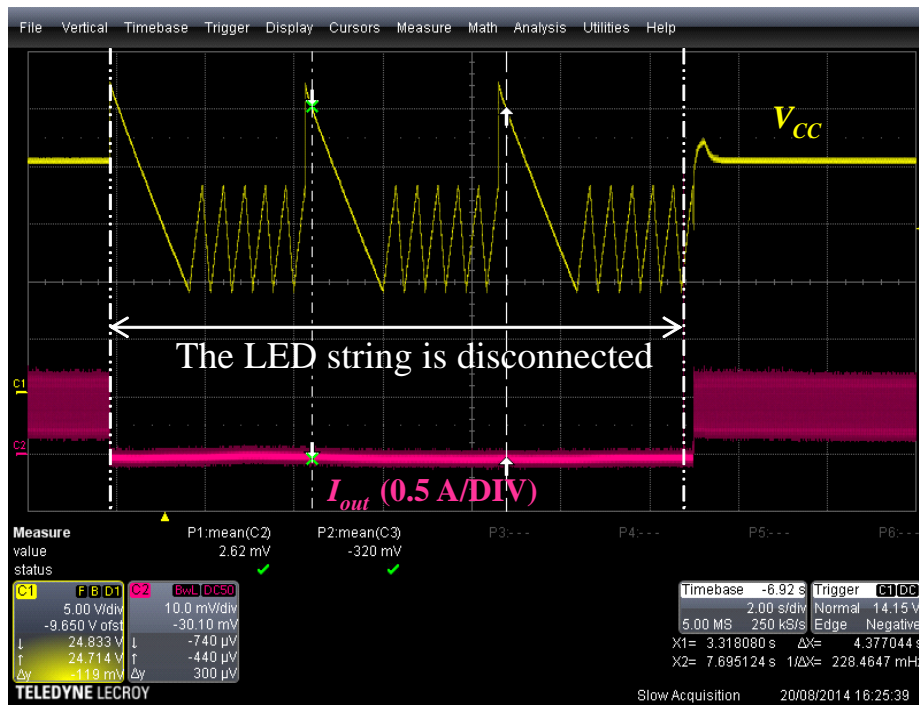 File Vertical Timebase Trigger Display Cursors Measure Math Analysis Utilities Help
VCC
The LED string is disconnected
C1
C2
Iout (0.5 A/DIV)
Measure P1:mean(C2) P2:mean(C3) P3:--- P4:--- P5:--- P6:---
value 2.62 mV -320 mV
status
C1 F B D1 C2 BwL DC50 Timebase -6.92 s Trigger C1 DC
5.00 V/div 10.0 mV/div 2.00 s/div Normal 14.15 V
-9.650 V ofst -30.10 mV 5.00 MS 250 kS/s Edge Negative
↓ 24.833 V ↓ -740 µV X1= 3.318080 s ΔX= 4.377044 s
↑ 24.714 V ↑ -440 µV X2= 7.695124 s 1/ΔX= 228.4647 mHz
Δy -119 mV Δy 300 µV
TELEDYNE LECROY Slow Acquisition 20/08/2014 16:25:39